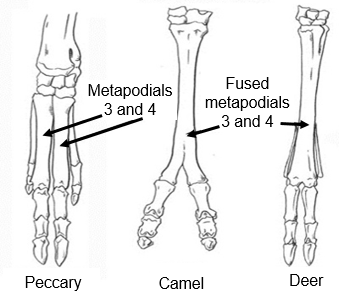 Metapodials
3 and 4
Fused
metapodials
3 and 4
Peccary
Camel
Deer